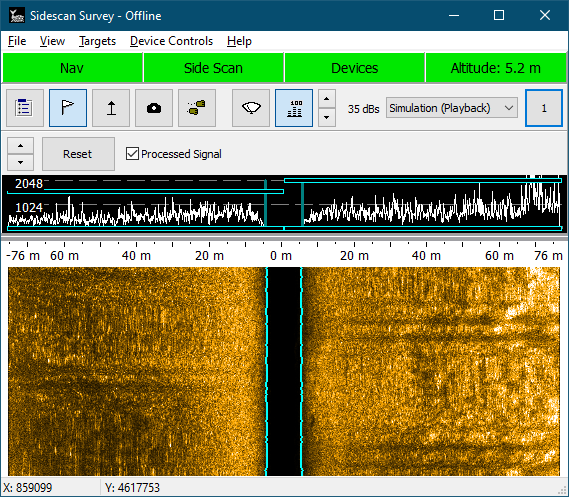 Sidescan Survey - Offline
File View Targets Device Controls Help
Nav Side Scan Devices Altitude: 5.2 m
100 35 dBs Simulation (Playback) 1
Reset Processed Signal
2048
1024
-76 m 60 m 40 m 20 m 0 m 20 m 40 m 60 m 76 m
X: 859099 Y: 4617753